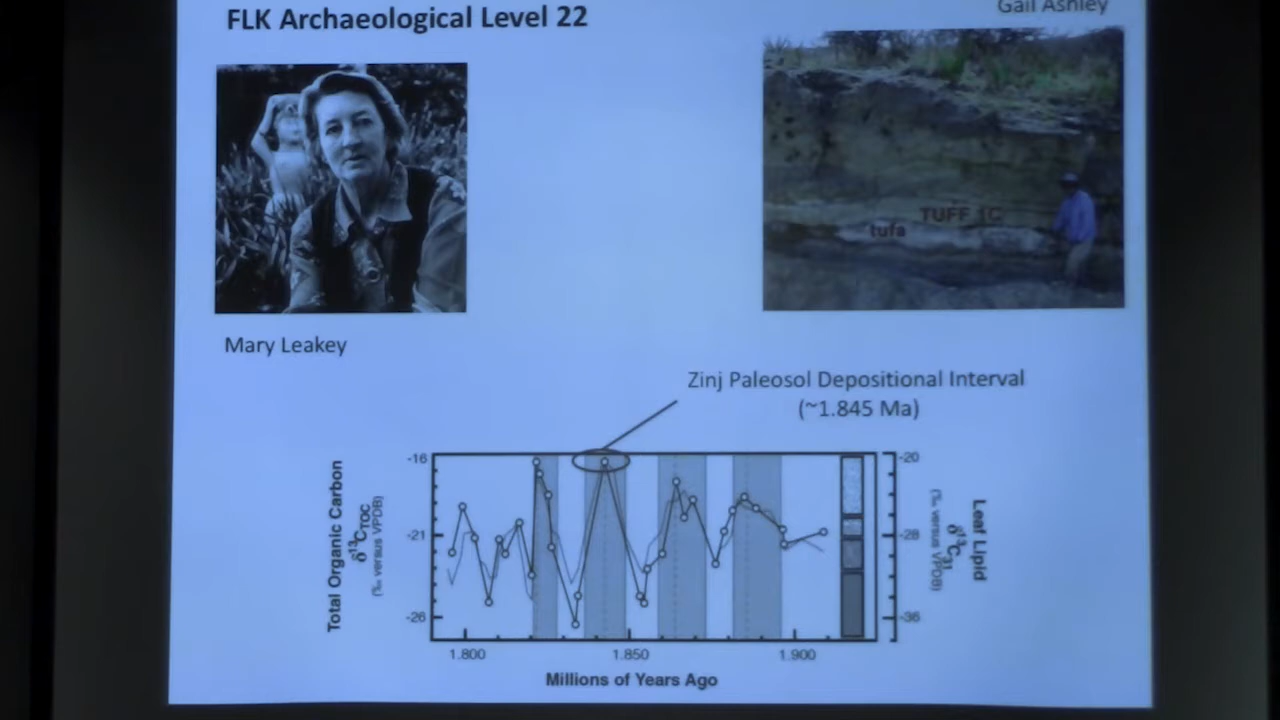 Gail Ashley
FLK Archaeological Level 22
TUFF 1C
tufa
Mary Leakey
Zinj Paleosol Depositional Interval
(~1.845 Ma)
-16
-21
-26
Total Organic Carbon
δ13CTOC
(‰ versus VPDB)
-20
-28
-36
(‰ versus VPDB)
δ13C31
Leaf Lipid
1.800
1.850
1.900
Millions of Years Ago